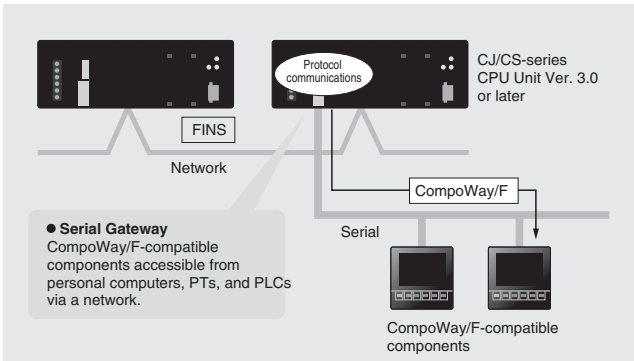 Protocol
communications
CJ/CS-series
CPU Unit Ver. 3.0
or later
FINS
Network
CompoWay/F
● Serial Gateway
CompoWay/F-compatible
components accessible from
personal computers, PTs, and PLCs
via a network.
Serial
CompoWay/F-compatible
components